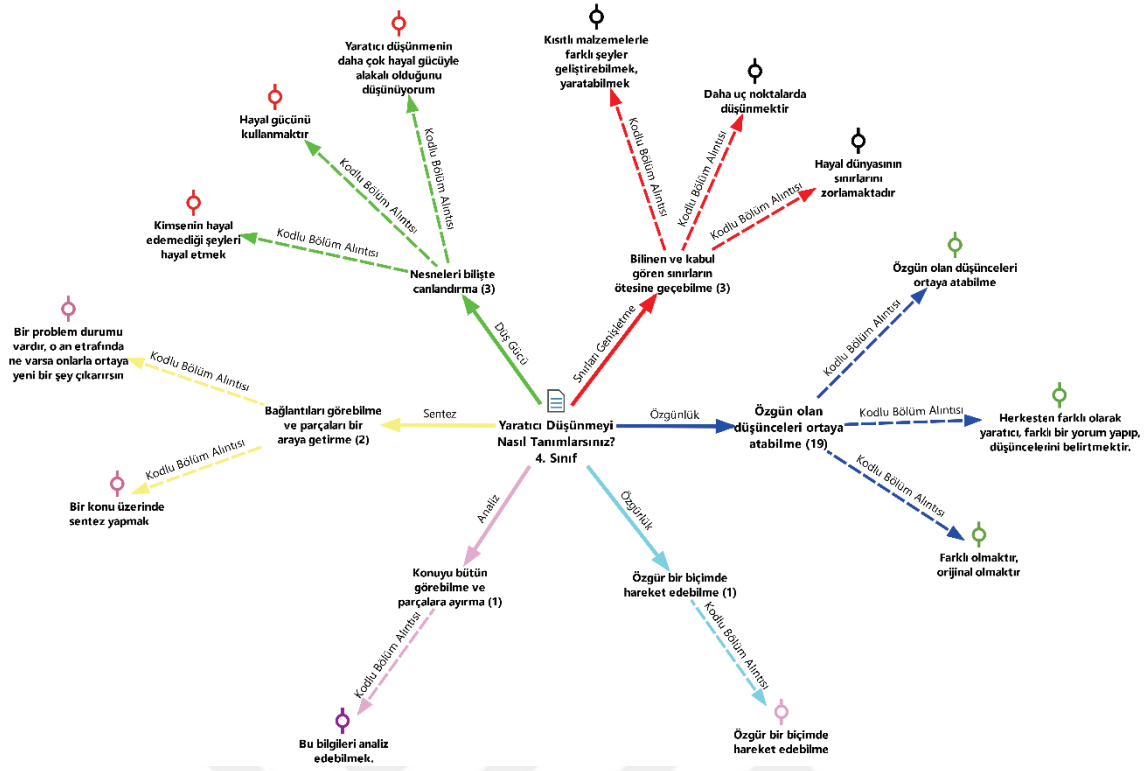 Yaratıcı düşünmenin
daha çok hayal gücüyle
alakalı olduğunu
düşünüyorum
Kodlu Bölüm Alıntısı
Hayal gücünü
kullanmaktır
Kodlu Bölüm Alıntısı
Kimsenin hayal
edemediği şeyleri
hayal etmek
Kodlu Bölüm Alıntısı
Nesneleri bilişte
canlandırma (3)
Düş Gücü
Kısıtlı malzemelerle
farklı şeyler
geliştirebilmek,
yaratabilmek
Kodlu Bölüm Alıntısı
Daha uç noktalarda
düşünmektir
Kodlu Bölüm Alıntısı
Hayal dünyasının
sınırlarını
zorlamaktadır
Kodlu Bölüm Alıntısı
Bilinen ve kabul
gören sınırların
ötesine geçebilme (3)
Sınırları Genişletme
Özgün olan düşünceleri
ortaya atabilme
Kodlu Bölüm Alıntısı
Herkesten farklı olarak
yaratıcı, farklı bir yorum yapıp,
düşüncelerini belirtmektir.
Kodlu Bölüm Alıntısı
Farklı olmaktır,
orijinal olmaktır
Kodlu Bölüm Alıntısı
Özgün olan
düşünceleri ortaya
atabilme (19)
Özgünlük
Yaratıcı Düşünmeyi
Nasıl Tanımlarsınız?
4. Sınıf
Sentez
Bağlantıları görebilme
ve parçaları bir
araya getirme (2)
Kodlu Bölüm Alıntısı
Bir problem durumu
vardır, o an etrafında
ne varsa onlarla ortaya
yeni bir şey çıkarırsın
Kodlu Bölüm Alıntısı
Bir konu üzerinde
sentez yapmak
Analiz
Konuyu bütün
görebilme ve
parçalara ayırma (1)
Kodlu Bölüm Alıntısı
Bu bilgileri analiz
edebilmek.
Özgürlük
Özgür bir biçimde
hareket edebilme (1)
Kodlu Bölüm Alıntısı
Özgür bir biçimde
hareket edebilme